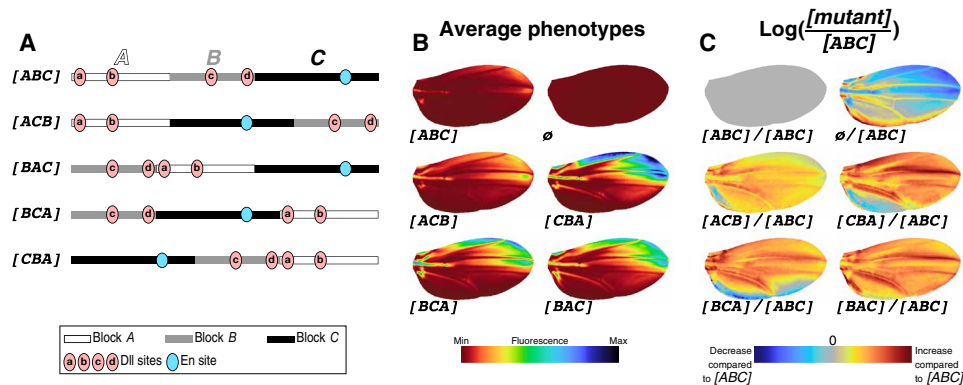 A
A B C
[ABC] a b c d
[ACB] a b c d
[BAC] c d a b
[BCA] c d a b
[CBA] c d a b
Block A Block B Block C
a b c d Dll sites En site
B Average phenotypes
[ABC] ø
[ACB] [CBA]
[BCA] [BAC]
Min Fluorescence Max
C Log([mutant]/[ABC])
[ABC]/[ABC] ø/[ABC]
[ACB]/[ABC] [CBA]/[ABC]
[BCA]/[ABC] [BAC]/[ABC]
0
Decrease compared to [ABC]
Increase compared to [ABC]